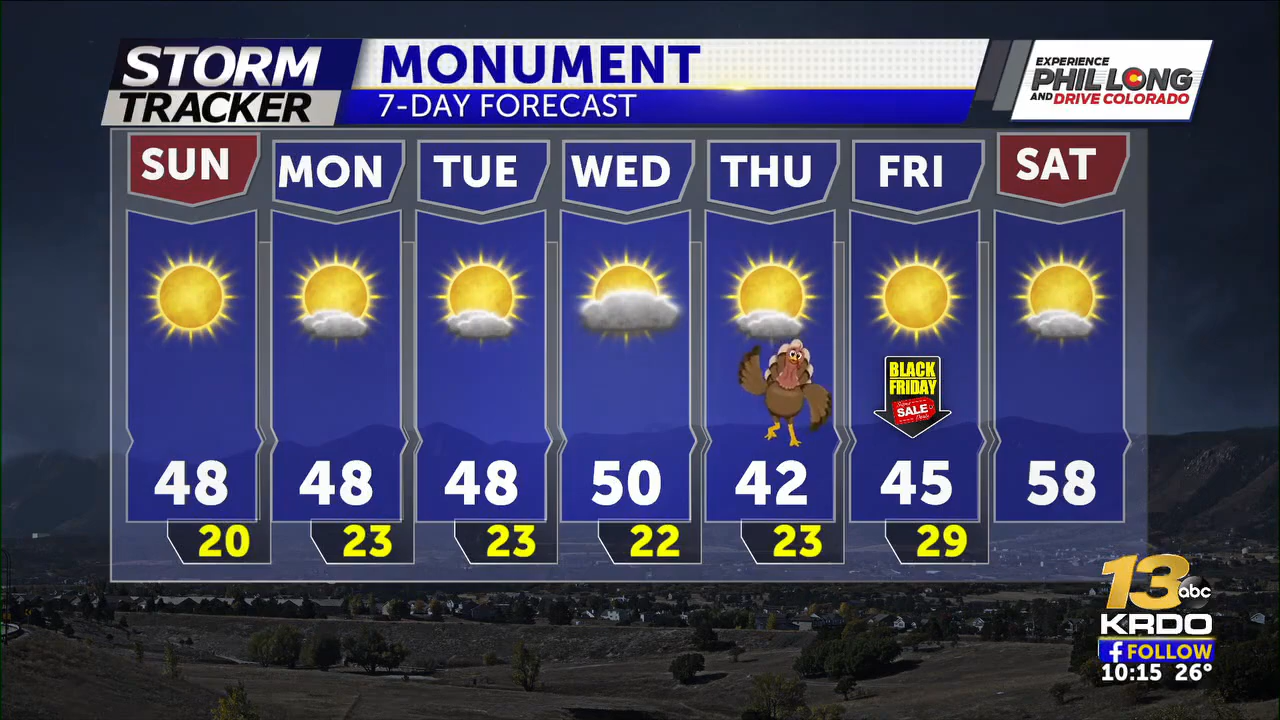 STORM
TRACKER
MONUMENT
7-DAY FORECAST
EXPERIENCE
PHIL LONG
AND DRIVE COLORADO
SUN MON TUE WED THU FRI SAT
BLACK
FRIDAY
SALE
48 48 48 50 42 45 58
20 23 23 22 23 29
13 abc
KRDO
f FOLLOW
10:15 26°